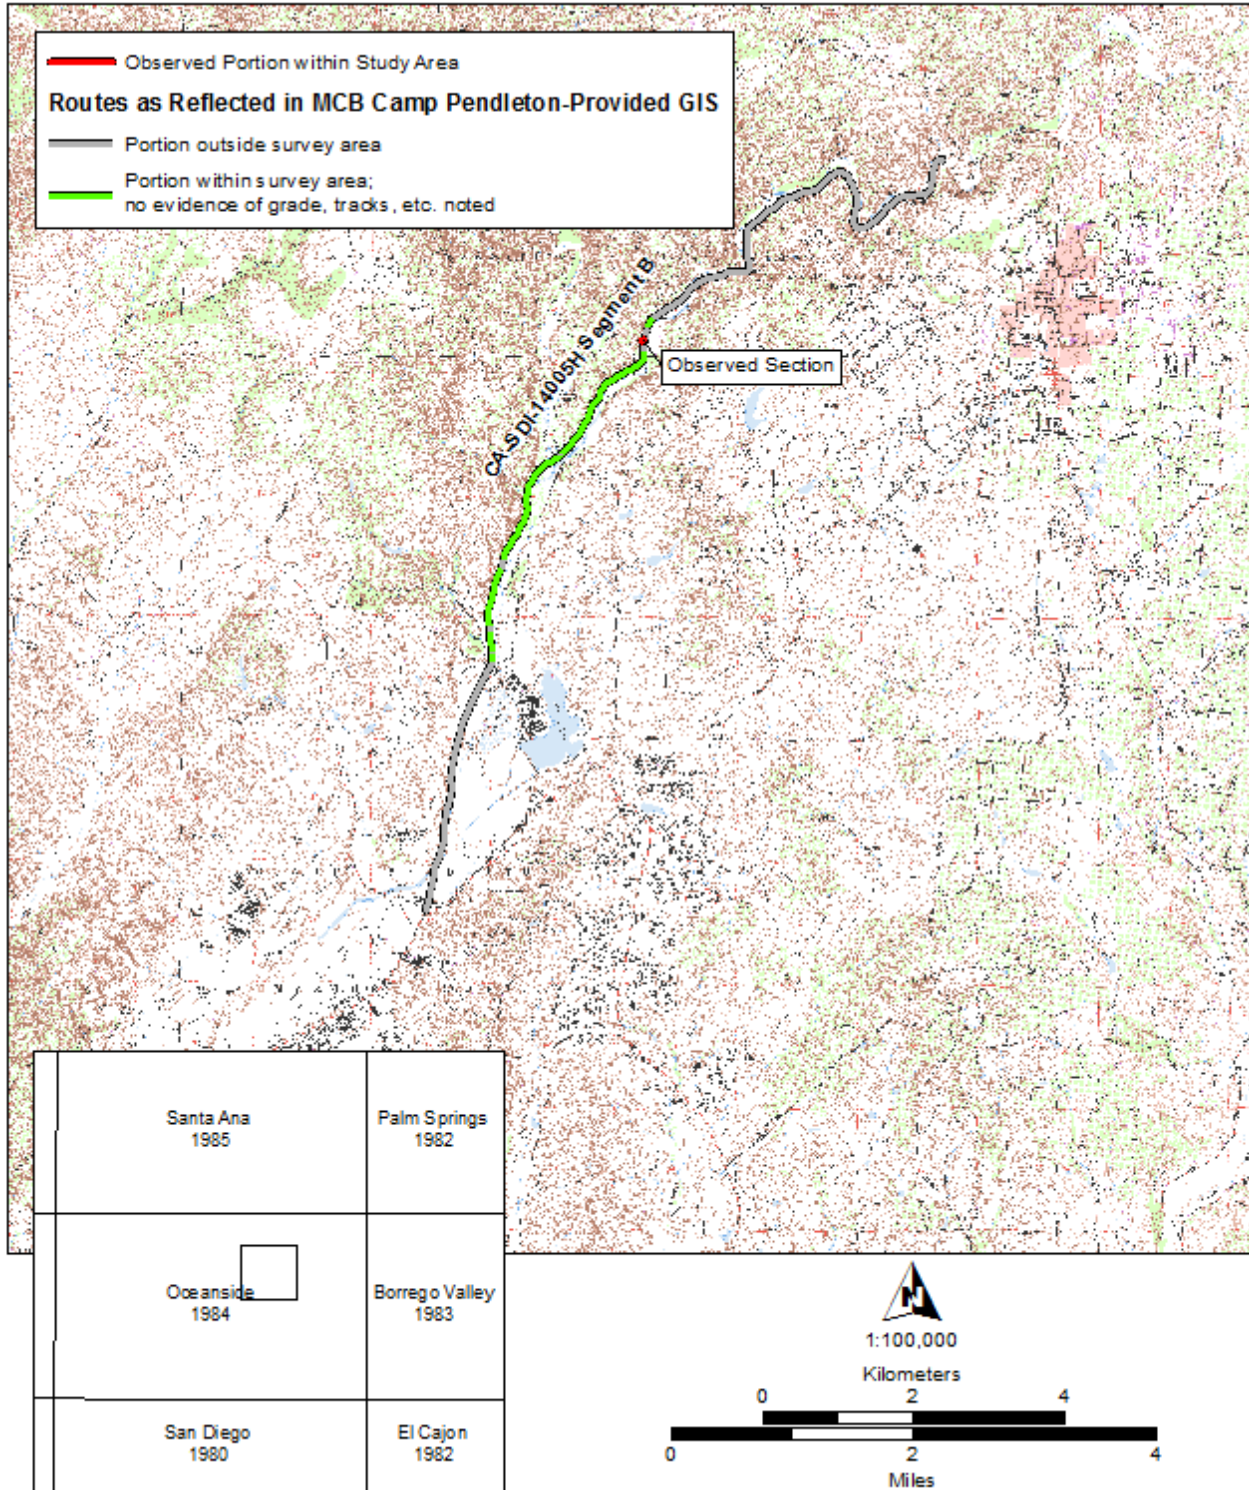 Observed Portion within Study Area
Routes as Reflected in MCB Camp Pendleton-Provided GIS
Portion outside survey area
Portion within survey area;
no evidence of grade, tracks, etc. noted
CA-SDI-14005H Segment B
Observed Section
Santa Ana
1985
Palm Springs
1982
Oceanside
1984
Borrego Valley
1983
San Diego
1980
El Cajon
1982
N
1:100,000
Kilometers
0 2 4
0 2 4
Miles